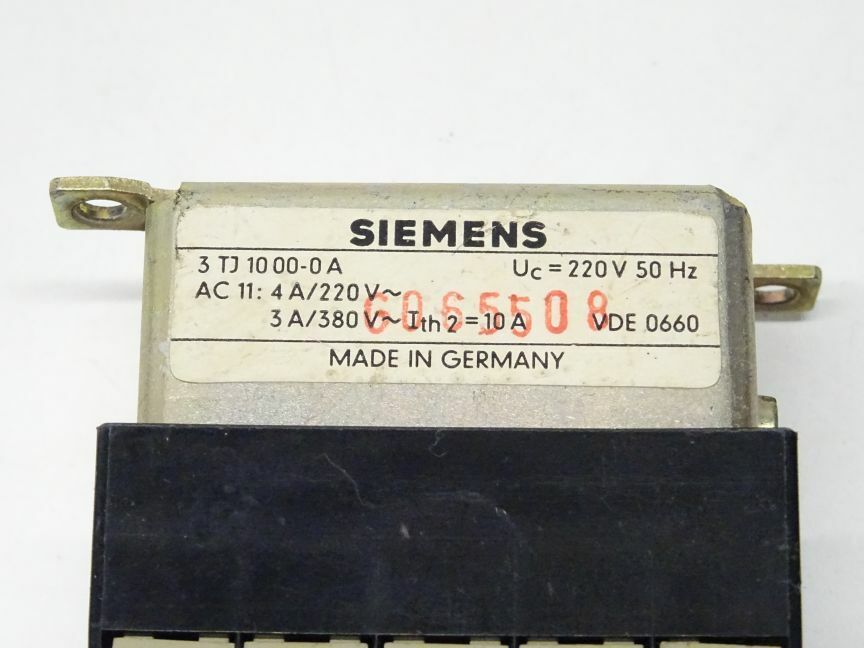 SIEMENS
3 TJ 10 00-0 A Uc = 220 V 50 Hz
AC 11: 4 A/220 V~
3 A/380 V~ Ith 2 = 10 A VDE 0660
6065508
MADE IN GERMANY